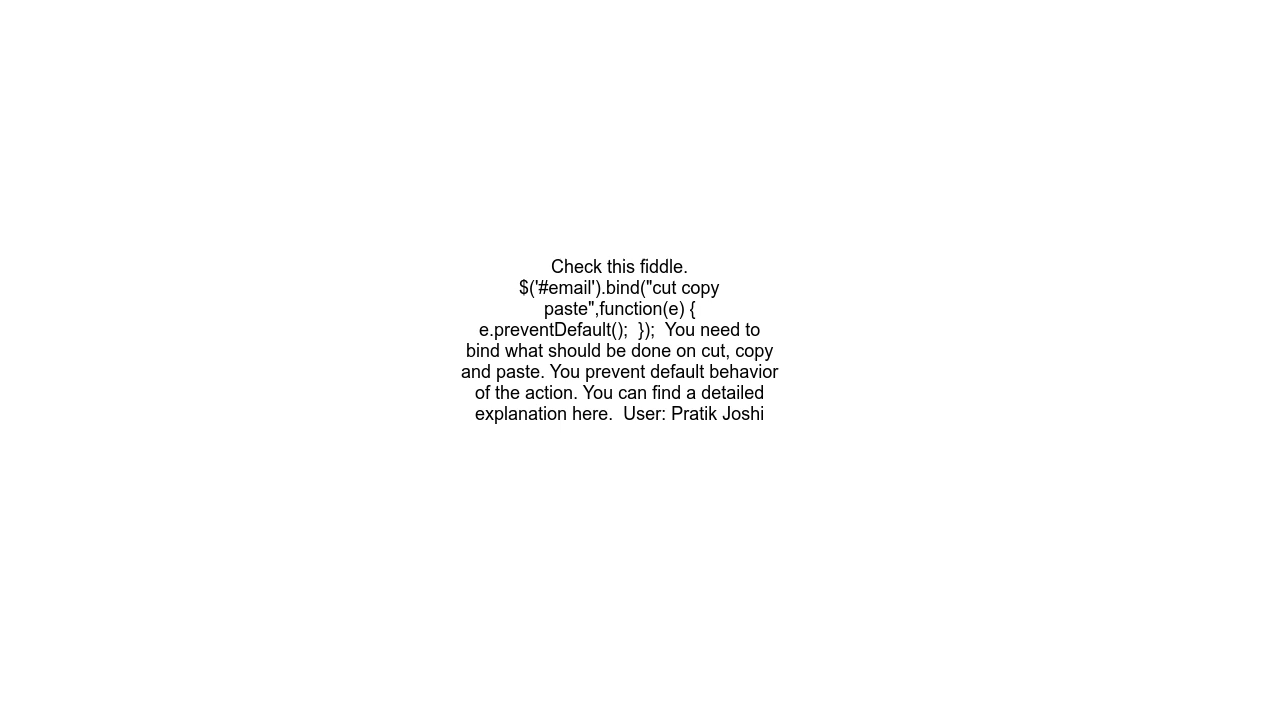 Check this fiddle.
$('#email').bind("cut copy
paste",function(e) {
e.preventDefault();  });  You need to
bind what should be done on cut, copy
and paste. You prevent default behavior
of the action. You can find a detailed
explanation here.  User: Pratik Joshi